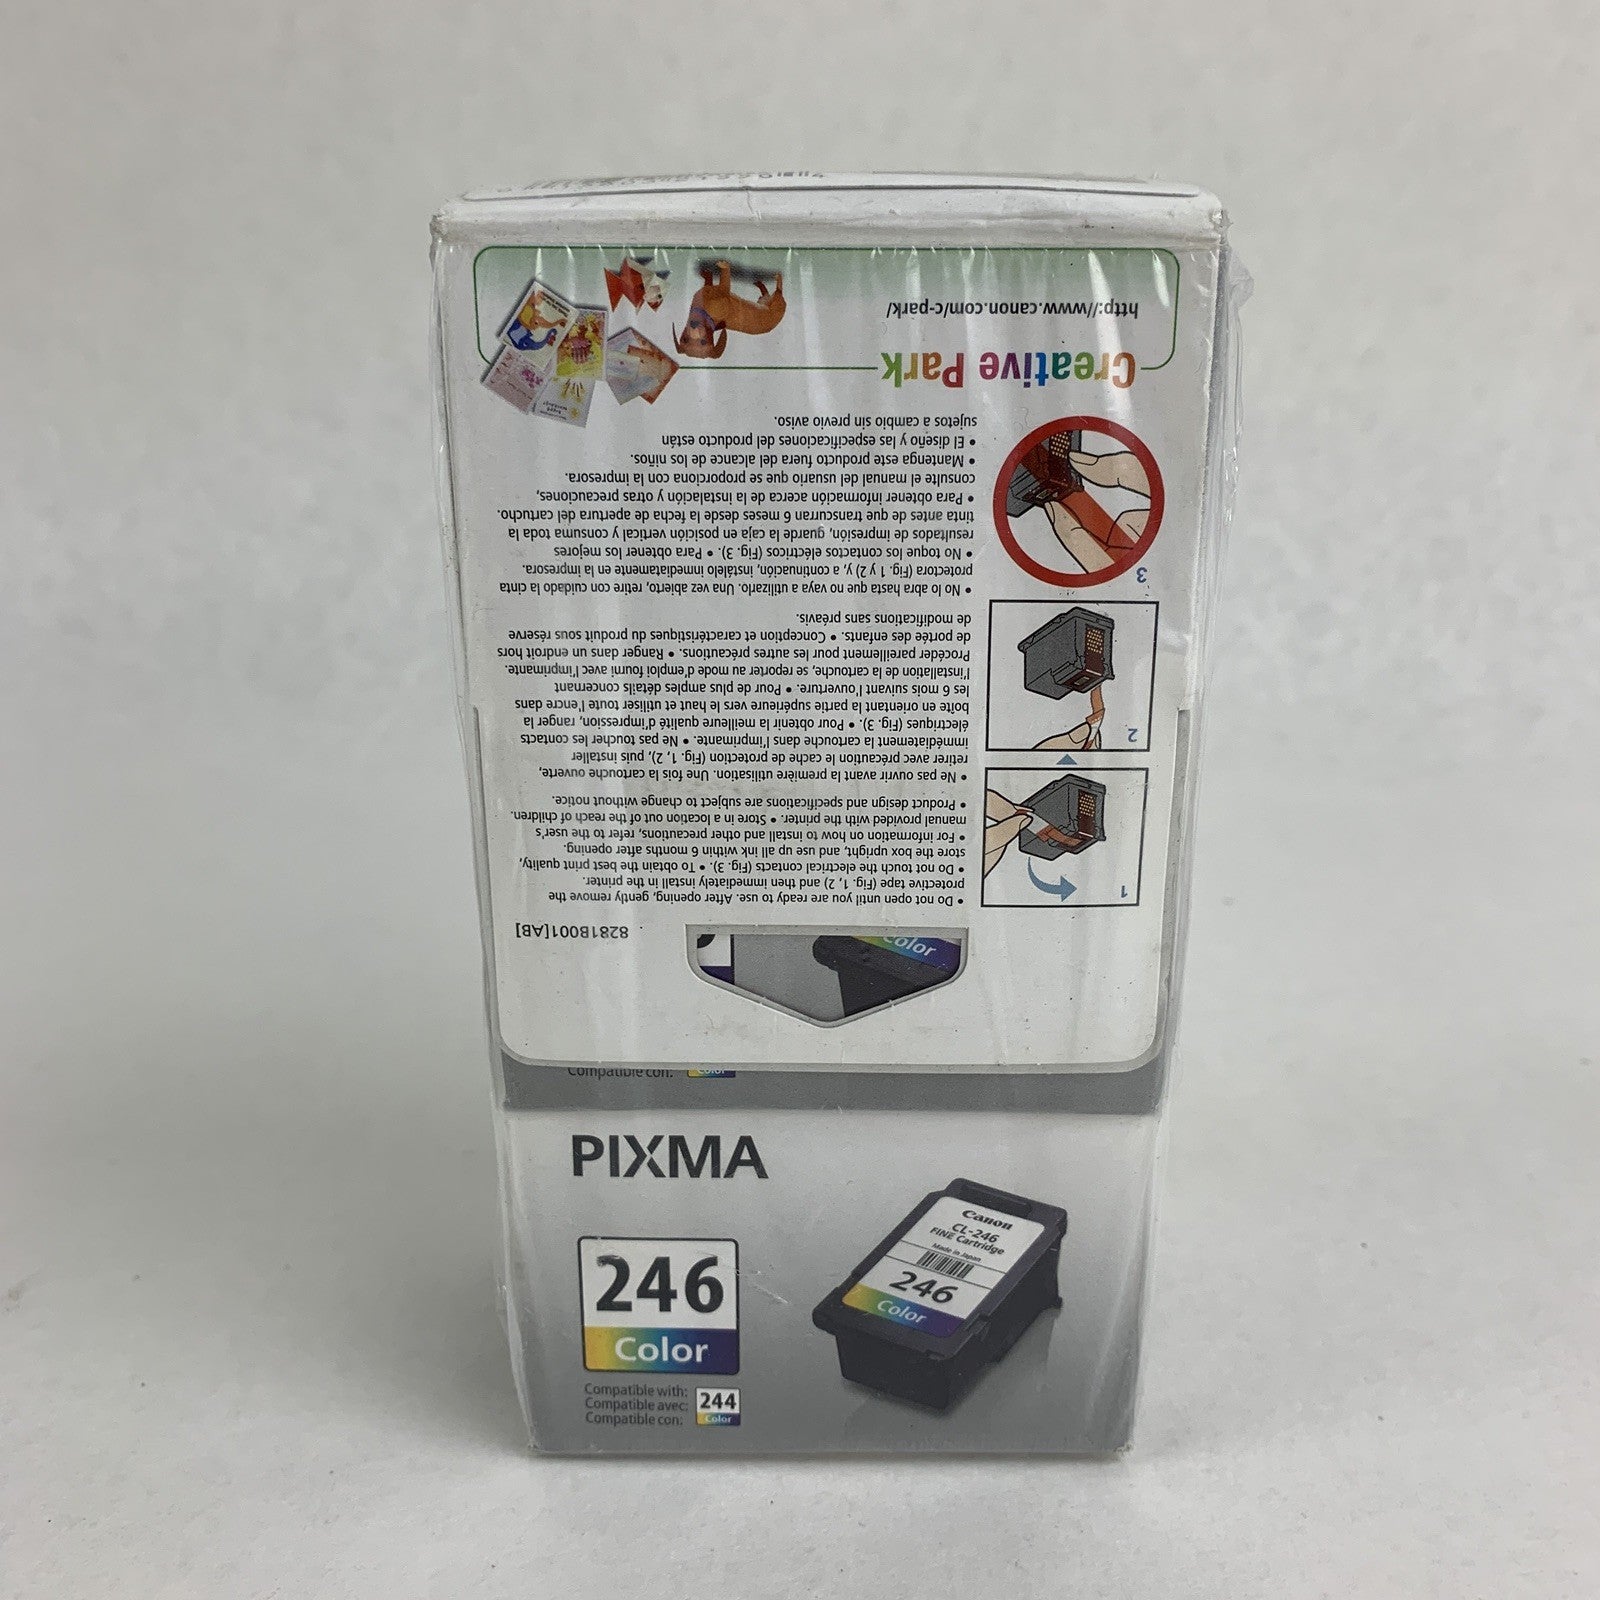 8281B001[AB]
• Do not open until you are ready to use. After opening, gently remove the
protective tape (Fig. 1, 2) and then immediately install in the printer.
• Do not touch the electrical contacts (Fig. 3). • To obtain the best print quality,
store the box upright, and use up all ink within 6 months after opening.
• For information on how to install and other precautions, refer to the user's
manual provided with the printer. • Store in a location out of the reach of children.
• Product design and specifications are subject to change without notice.
• Ne pas ouvrir avant la première utilisation. Une fois la cartouche ouverte,
retirer avec précaution le cache de protection (Fig. 1, 2), puis installer
immédiatement la cartouche dans l'imprimante. • Ne pas toucher les contacts
électriques (Fig. 3). • Pour obtenir la meilleure qualité d'impression, ranger la
boîte en orientant la partie supérieure vers le haut et utiliser toute l'encre dans
les 6 mois suivant l'ouverture. • Pour de plus amples détails concernant
l'installation de la cartouche, se reporter au mode d'emploi fourni avec l'imprimante.
Procéder pareillement pour les autres précautions. • Ranger dans un endroit hors
de portée des enfants. • Conception et caractéristiques du produit sous réserve
de modifications sans préavis.
• No lo abra hasta que no vaya a utilizarlo. Una vez abierto, retire con cuidado la cinta
protectora (Fig. 1 y 2) y, a continuación, instálelo inmediatamente en la impresora.
• No toque los contactos eléctricos (Fig. 3). • Para obtener los mejores
resultados de impresión, guarde la caja en posición vertical y consuma toda la
tinta antes de que transcurran 6 meses desde la fecha de apertura del cartucho.
• Para obtener información acerca de la instalación y otras precauciones,
consulte el manual del usuario que se proporciona con la impresora.
• Mantenga este producto fuera del alcance de los niños.
• El diseño y las especificaciones del producto están
sujetos a cambio sin previo aviso.
1
2
3
Creative Park
http://www.canon.com/c-park/
Color
Compatible con:
Color
PIXMA
246
Color
Compatible with:
Compatible avec:
Compatible con:
244
Color
Canon
CL-246
FINE Cartridge
Made in Japan
246
Color